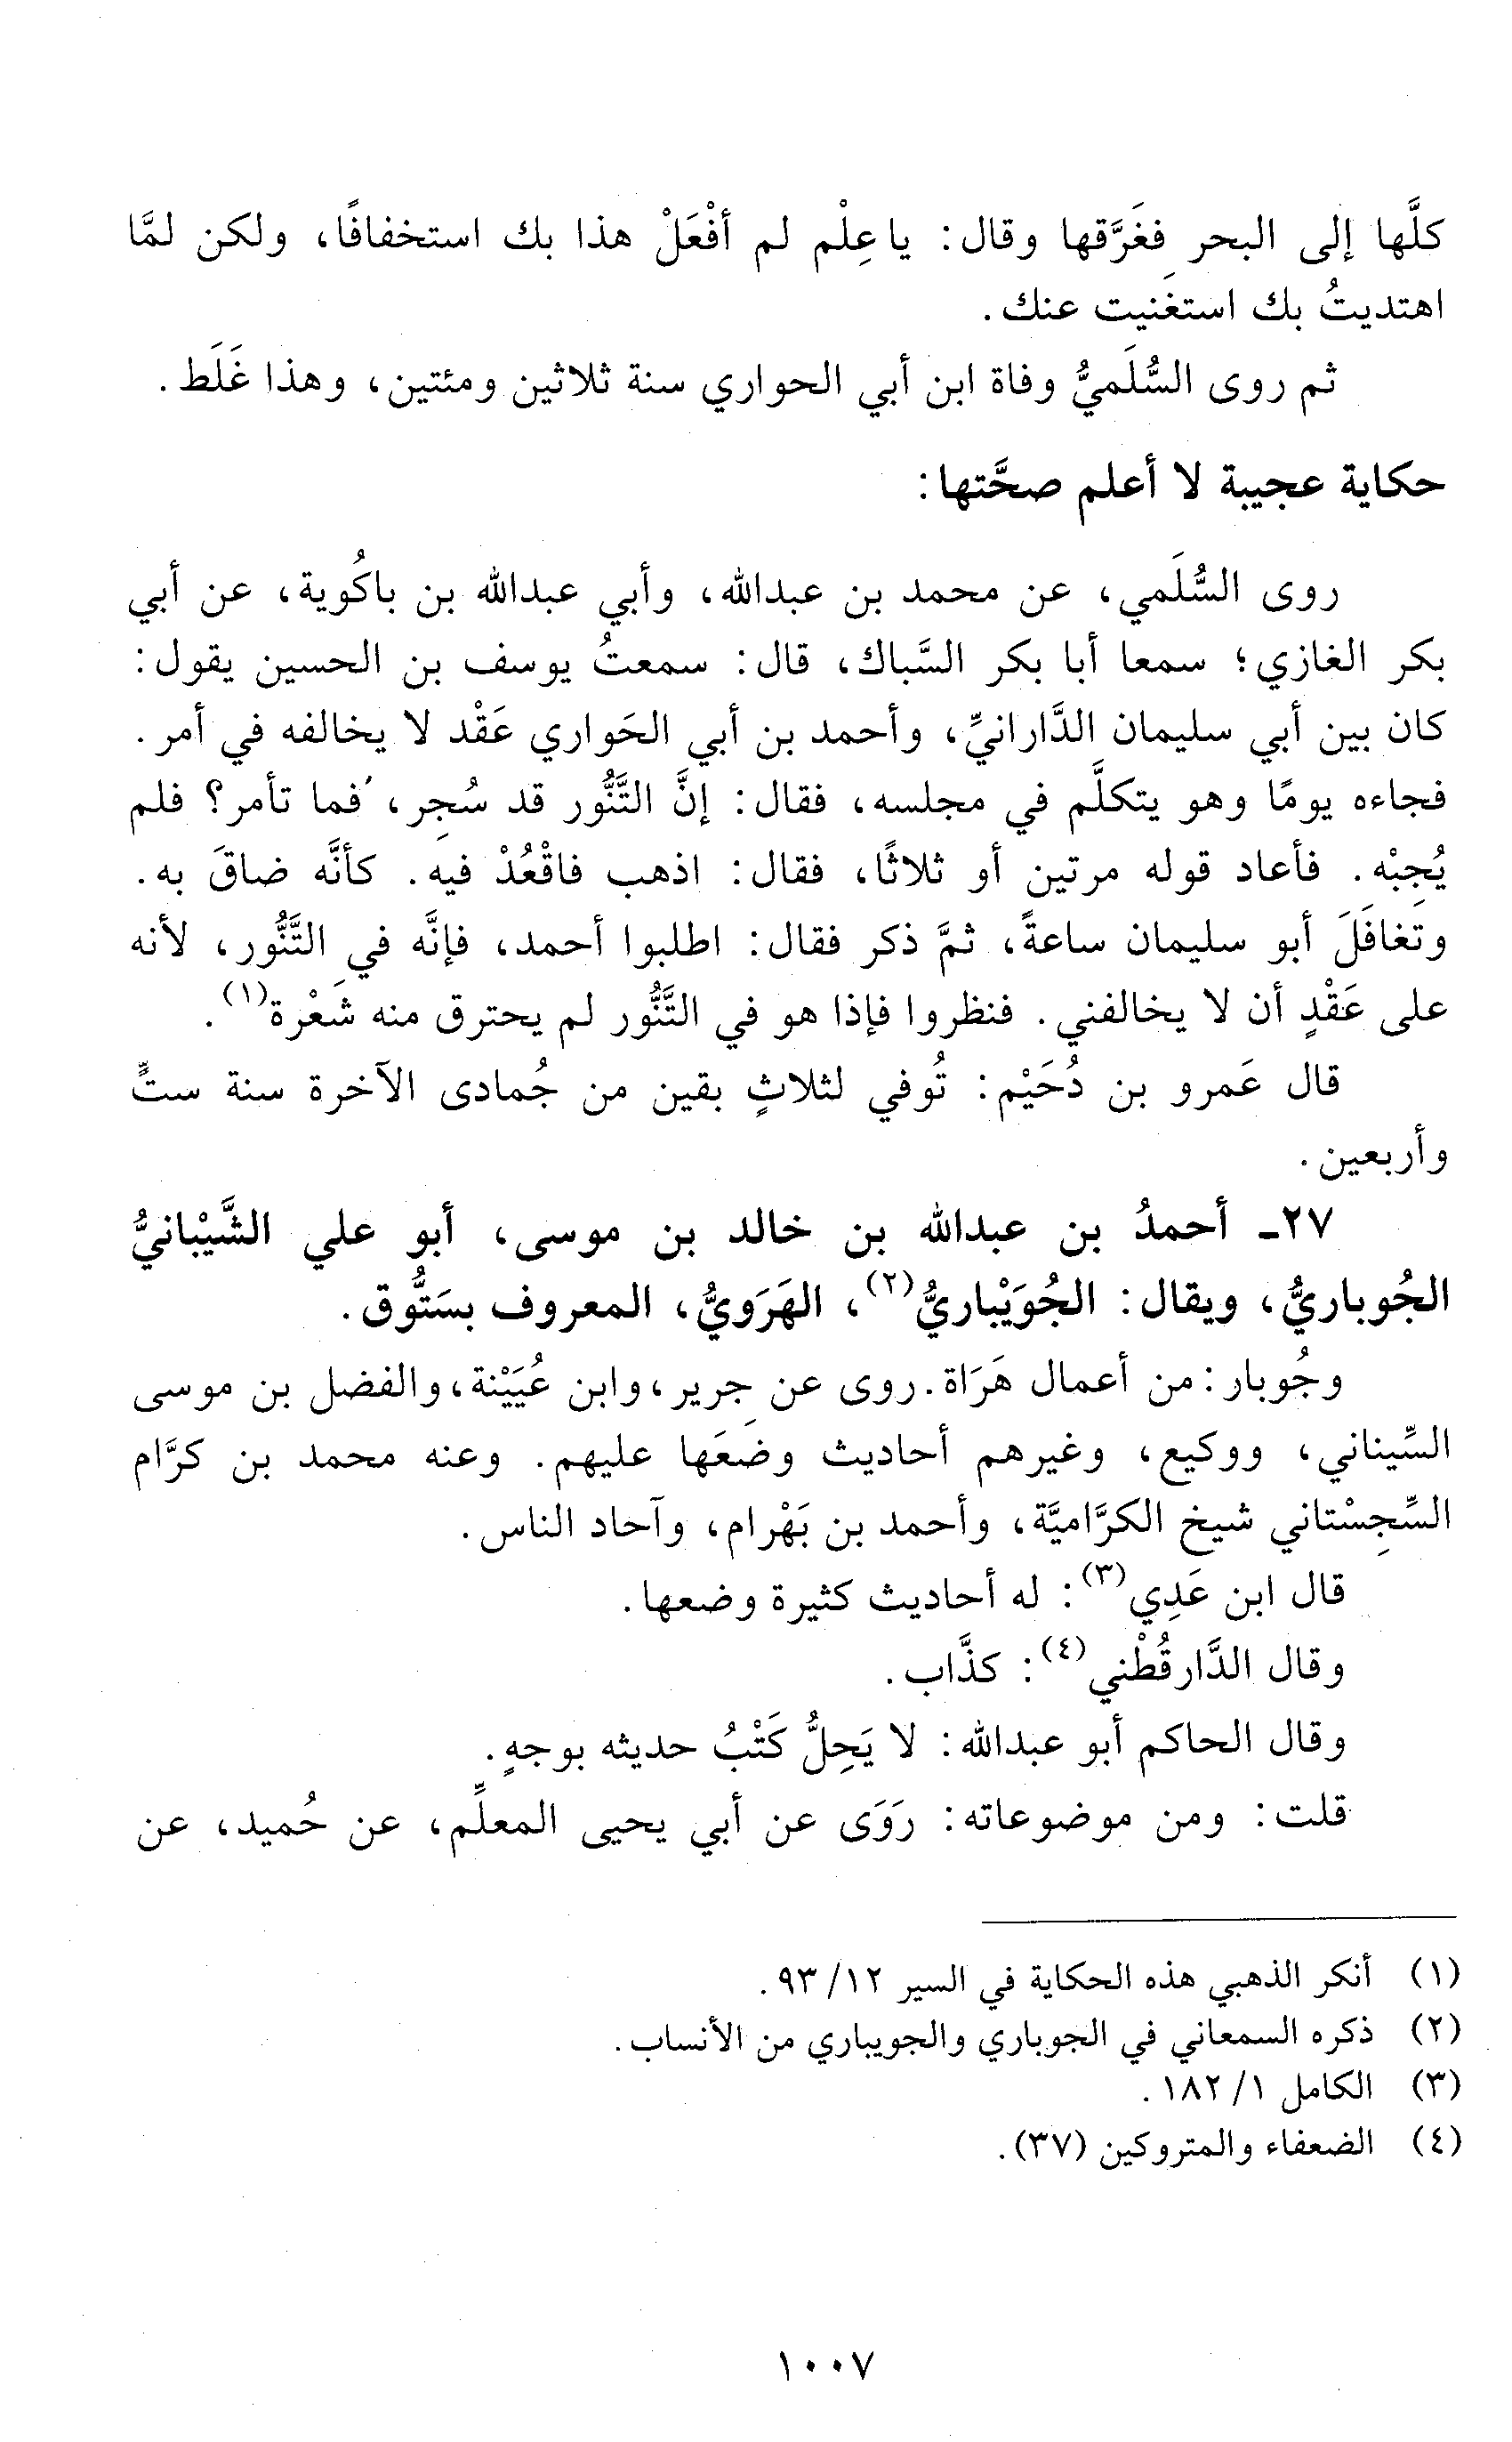 كلَّها إلى البحر فغَرَّقها وقال: يا عِلْم لم أفْعَلْ هذا بك استخفافًا، ولكن لمَّا
اهتديتُ بك استغَنيت عنك.
ثم روى السُّلَميُّ وفاة ابن أبي الحواري سنة ثلاثين ومئتين، وهذا غَلَط.
حكاية عجيبة لا أعلم صحَّتها:
روى السُّلَمي، عن محمد بن عبدالله، وأبي عبدالله بن باكُوية، عن أبي
بكر الغازي؛ سمعا أبا بكر السَّباك، قال: سمعتُ يوسف بن الحسين يقول:
كان بين أبي سليمان الدَّارانيِّ، وأحمد بن أبي الحَواري عَقْد لا يخالفه في أمر.
فجاءه يومًا وهو يتكلَّم في مجلسه، فقال: إنَّ التَّنُّور قد سُجِر، فما تأمر؟ فلم
يُجِبْه. فأعاد قوله مرتين أو ثلاثًا، فقال: اذهب فاقْعُدْ فيه. كأنَّه ضاقَ به.
وتَغافَلَ أبو سليمان ساعةً، ثمَّ ذكر فقال: اطلبوا أحمد، فإنَّه في التَّنُّور، لأنه
على عَقْدٍ أن لا يخالفني. فنظروا فإذا هو في التَّنُّور لم يحترق منه شَعْرة(١).
قال عَمرو بن دُحَيْم: تُوفي لثلاثٍ بقين من جُمادى الآخرة سنة ستٍّ
وأربعين.
٢٧ـ أحمدُ بن عبدالله بن خالد بن موسى، أبو علي الشَّيْبانيُّ
الجُوباريُّ، ويقال: الجُوَيْباريُّ(٢)، الهَرَويُّ، المعروف بسَتُّوق.
وجُوبار: من أعمال هَرَاة. روى عن جرير، وابن عُيَيْنة، والفضل بن موسى
السِّيناني، ووكيع، وغيرهم أحاديث وضَعَها عليهم. وعنه محمد بن كرَّام
السِّجِسْتاني شيخ الكرَّاميَّة، وأحمد بن بَهْرام، وآحاد الناس.
قال ابن عَدِي(٣): له أحاديث كثيرة وضعها.
وقال الدَّارقُطْني(٤): كذَّاب.
وقال الحاكم أبو عبدالله: لا يَحِلُّ كَتْبُ حديثه بوجهٍ.
قلت: ومن موضوعاته: رَوَى عن أبي يحيى المعلِّم، عن حُميد، عن
(١) أنكر الذهبي هذه الحكاية في السير ١٢/ ٩٣.
(٢) ذكره السمعاني في الجوباري والجويباري من الأنساب.
(٣) الكامل ١/ ١٨٢.
(٤) الضعفاء والمتروكين (٣٧).
١٠٠٧